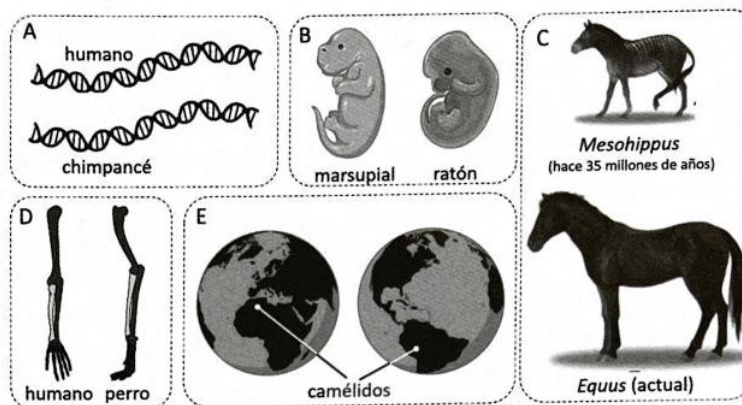 A
humano
chimpancé
B
marsupial ratón
C
Mesohippus
(hace 35 millones de años)
Equus (actual)
D
humano perro
E
camélidos